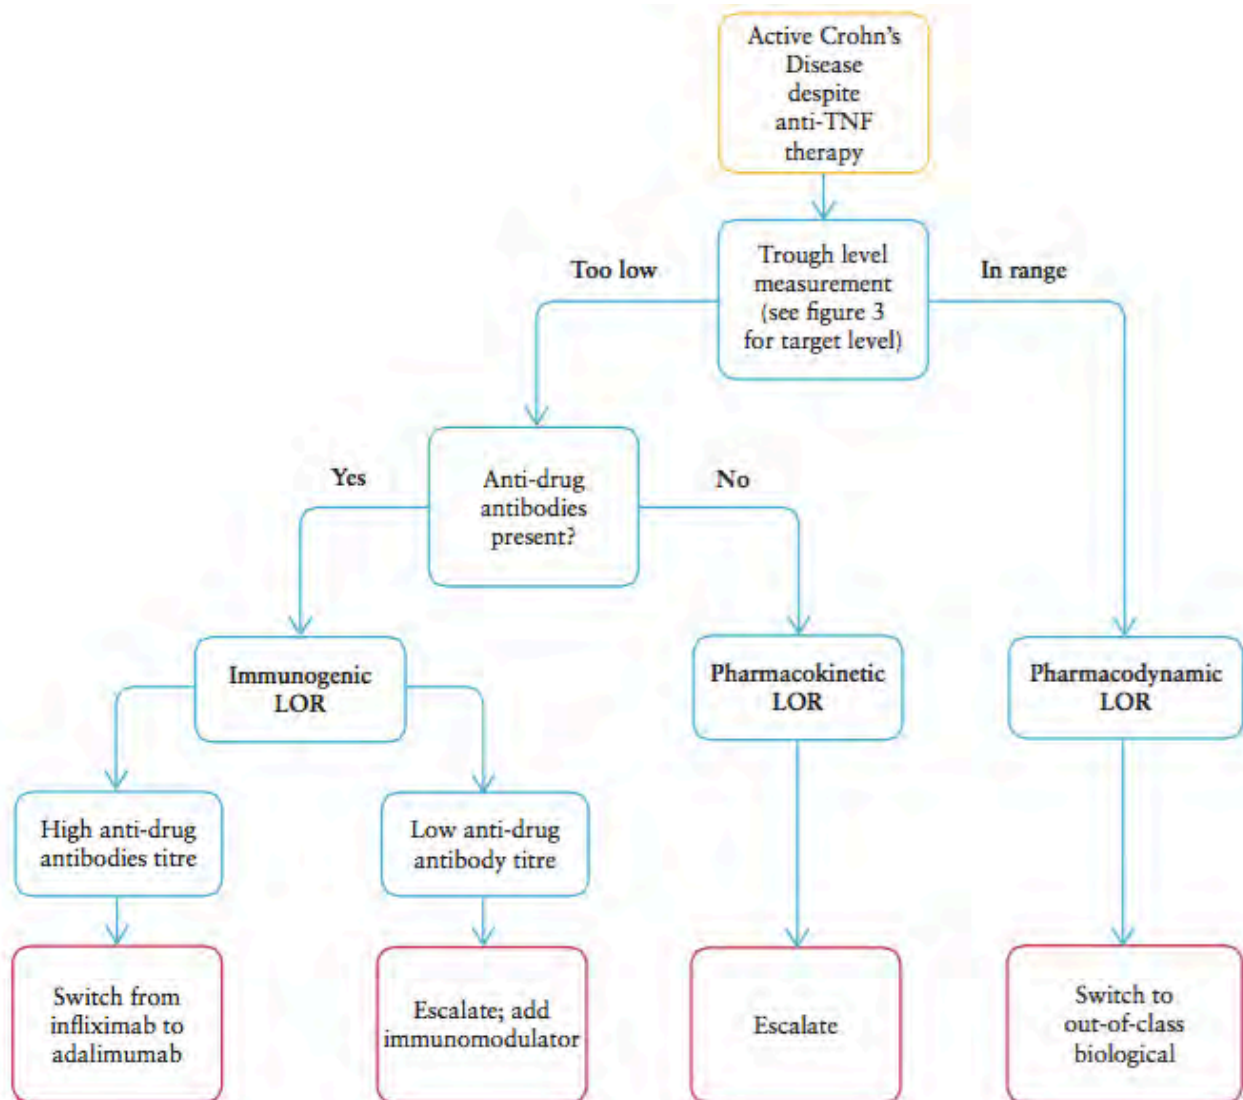 Active Crohn's
Disease
despite
anti-TNF
therapy
Too low
Trough level
measurement
(see figure 3
for target level)
In range
Yes
Anti-drug
antibodies
present?
No
Immunogenic
LOR
Pharmacokinetic
LOR
Pharmacodynamic
LOR
High anti-drug
antibodies titre
Low anti-drug
antibody titre
Switch from
infliximab to
adalimumab
Escalate; add
immunomodulator
Escalate
Switch to
out-of-class
biological